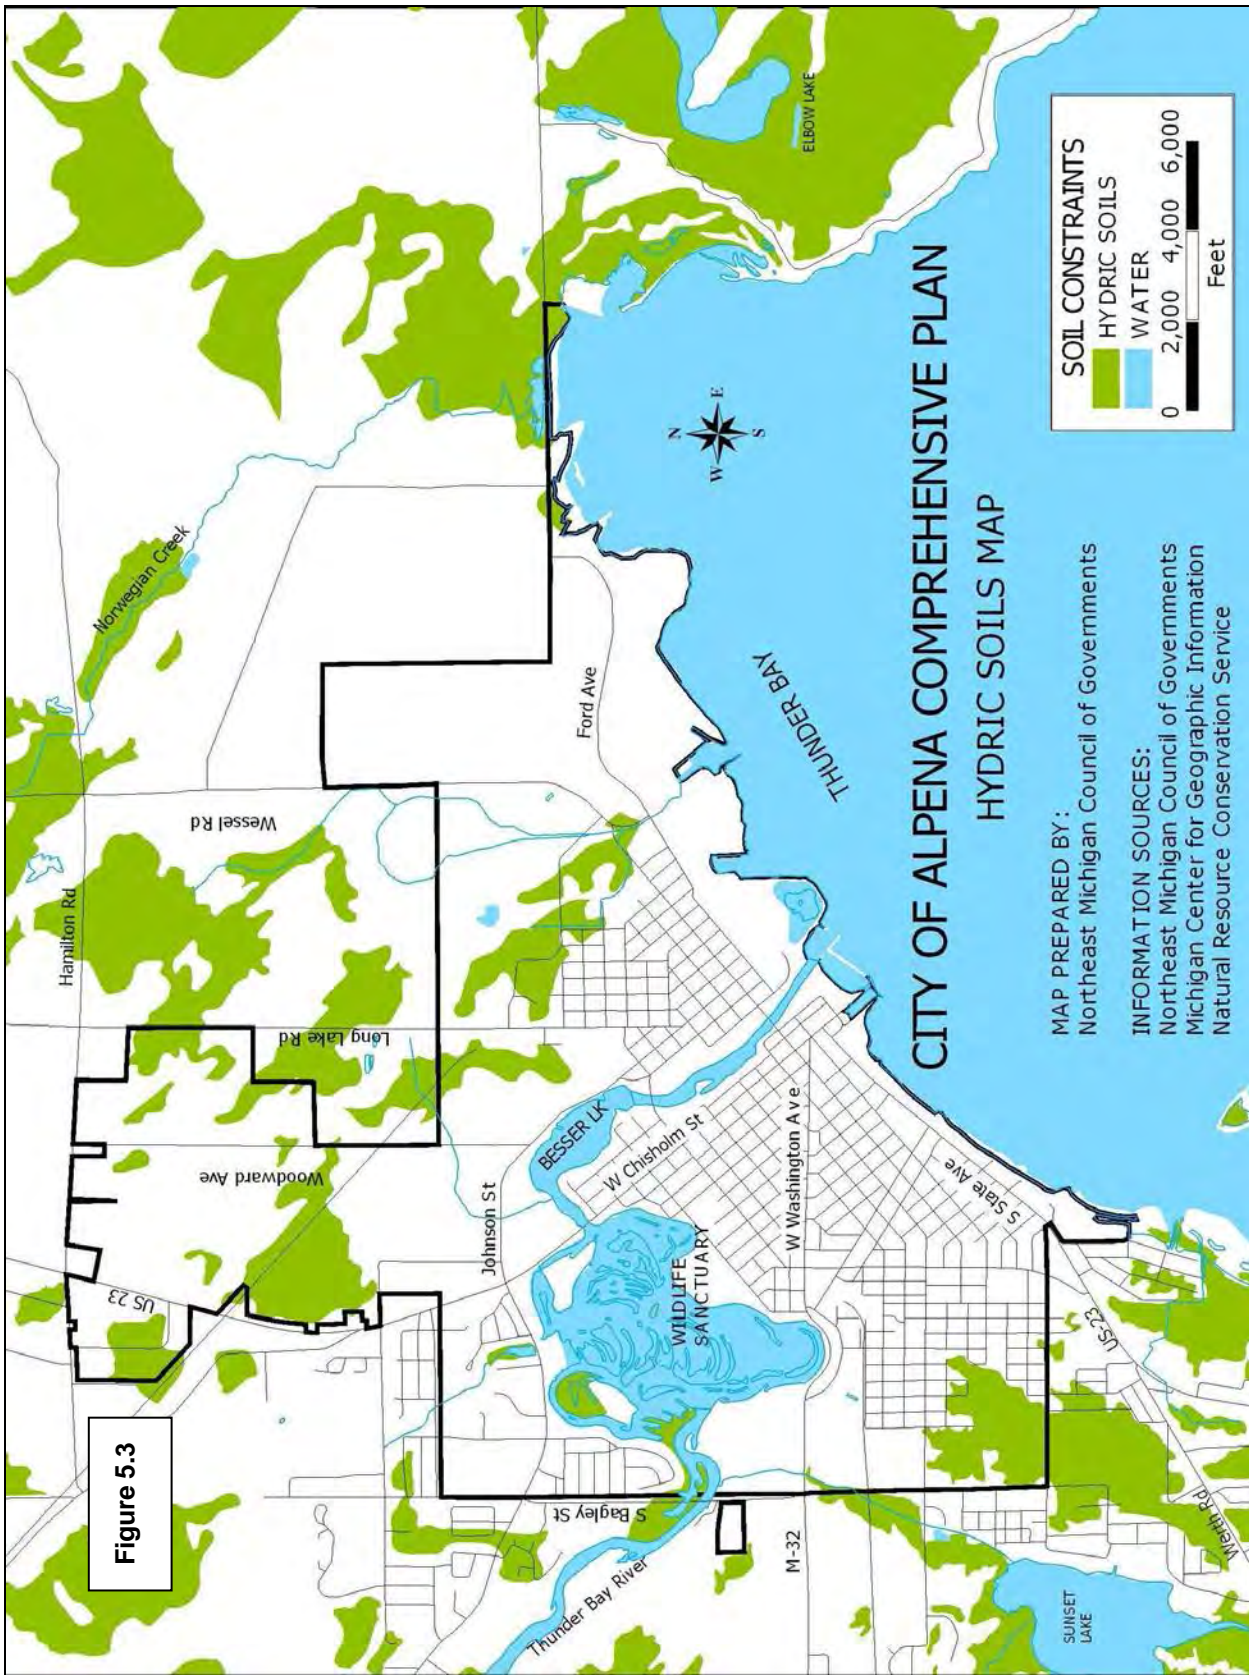 Figure 5.3
CITY OF ALPENA COMPREHENSIVE PLAN
HYDRIC SOILS MAP
MAP PREPARED BY:
Northeast Michigan Council of Governments
INFORMATION SOURCES:
Northeast Michigan Council of Governments
Michigan Center for Geographic Information
Natural Resource Conservation Service
SOIL CONSTRAINTS
HYDRIC SOILS
WATER
0 2,000 4,000 6,000
Feet
N
W E
S
Hamilton Rd
Norwegian Creek
Wessel Rd
Long Lake Rd
Woodward Ave
US 23
Ford Ave
ELBOW LAKE
THUNDER BAY
Johnson St
BESSER LK
W Chisholm St
W Washington Ave
S State Ave
WILDLIFE
SANCTUARY
S Bagley St
Thunder Bay River
M-32
US-23
Werth Rd
SUNSET
LAKE